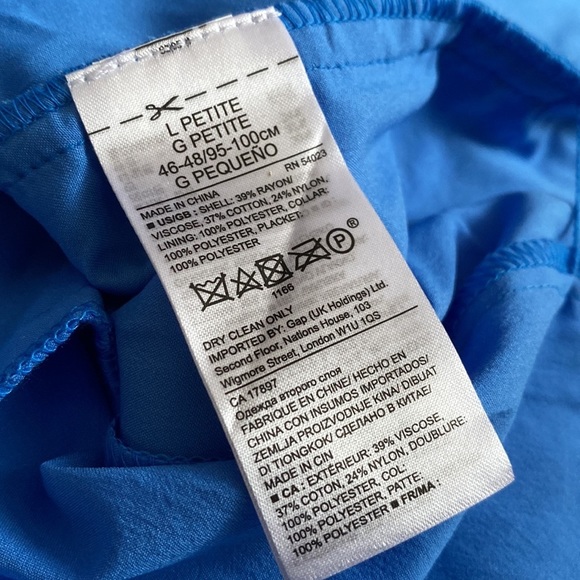 L PETITE
G PETITE
46-48/95-100CM
G PEQUEÑO
MADE IN CHINA RN 54023
■ US/GB: SHELL: 39% RAYON/
VISCOSE, 37% COTTON, 24% NYLON,
LINING: 100% POLYESTER, COLLAR:
100% POLYESTER, PLACKET:
100% POLYESTER
P®
1166
DRY CLEAN ONLY
IMPORTED BY: Gap (UK Holdings) Ltd.
Second Floor, Nations House, 103
Wigmore Street, London W1U 1QS
CA 17897
Одежда второго слоя
FABRIQUE EN CHINE/ HECHO EN
CHINA CON INSUMOS IMPORTADOS/
ZEMLJA PROIZVODNJE KINA/ DIBUAT
DI TIONGKOK/ СДЕЛАНО В КИТАЕ/
MADE IN CIN
■ CA: EXTÉRIEUR: 39% VISCOSE,
37% COTON, 24% NYLON, DOUBLURE:
100% POLYESTER, COL:
100% POLYESTER, PATTE:
100% POLYESTER ■ FR/MA: